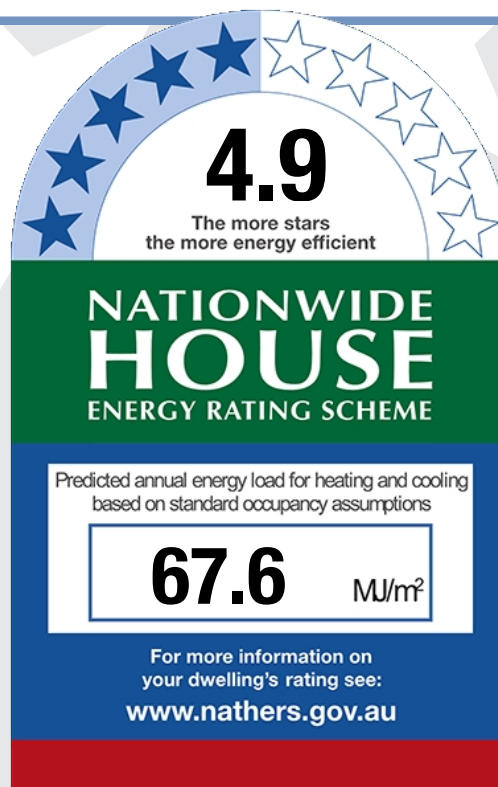 4.9
The more stars
the more energy efficient
NATIONWIDE
HOUSE
ENERGY RATING SCHEME
Predicted annual energy load for heating and cooling
based on standard occupancy assumptions
67.6 MJ/m²
For more information on
your dwelling's rating see:
www.nathers.gov.au